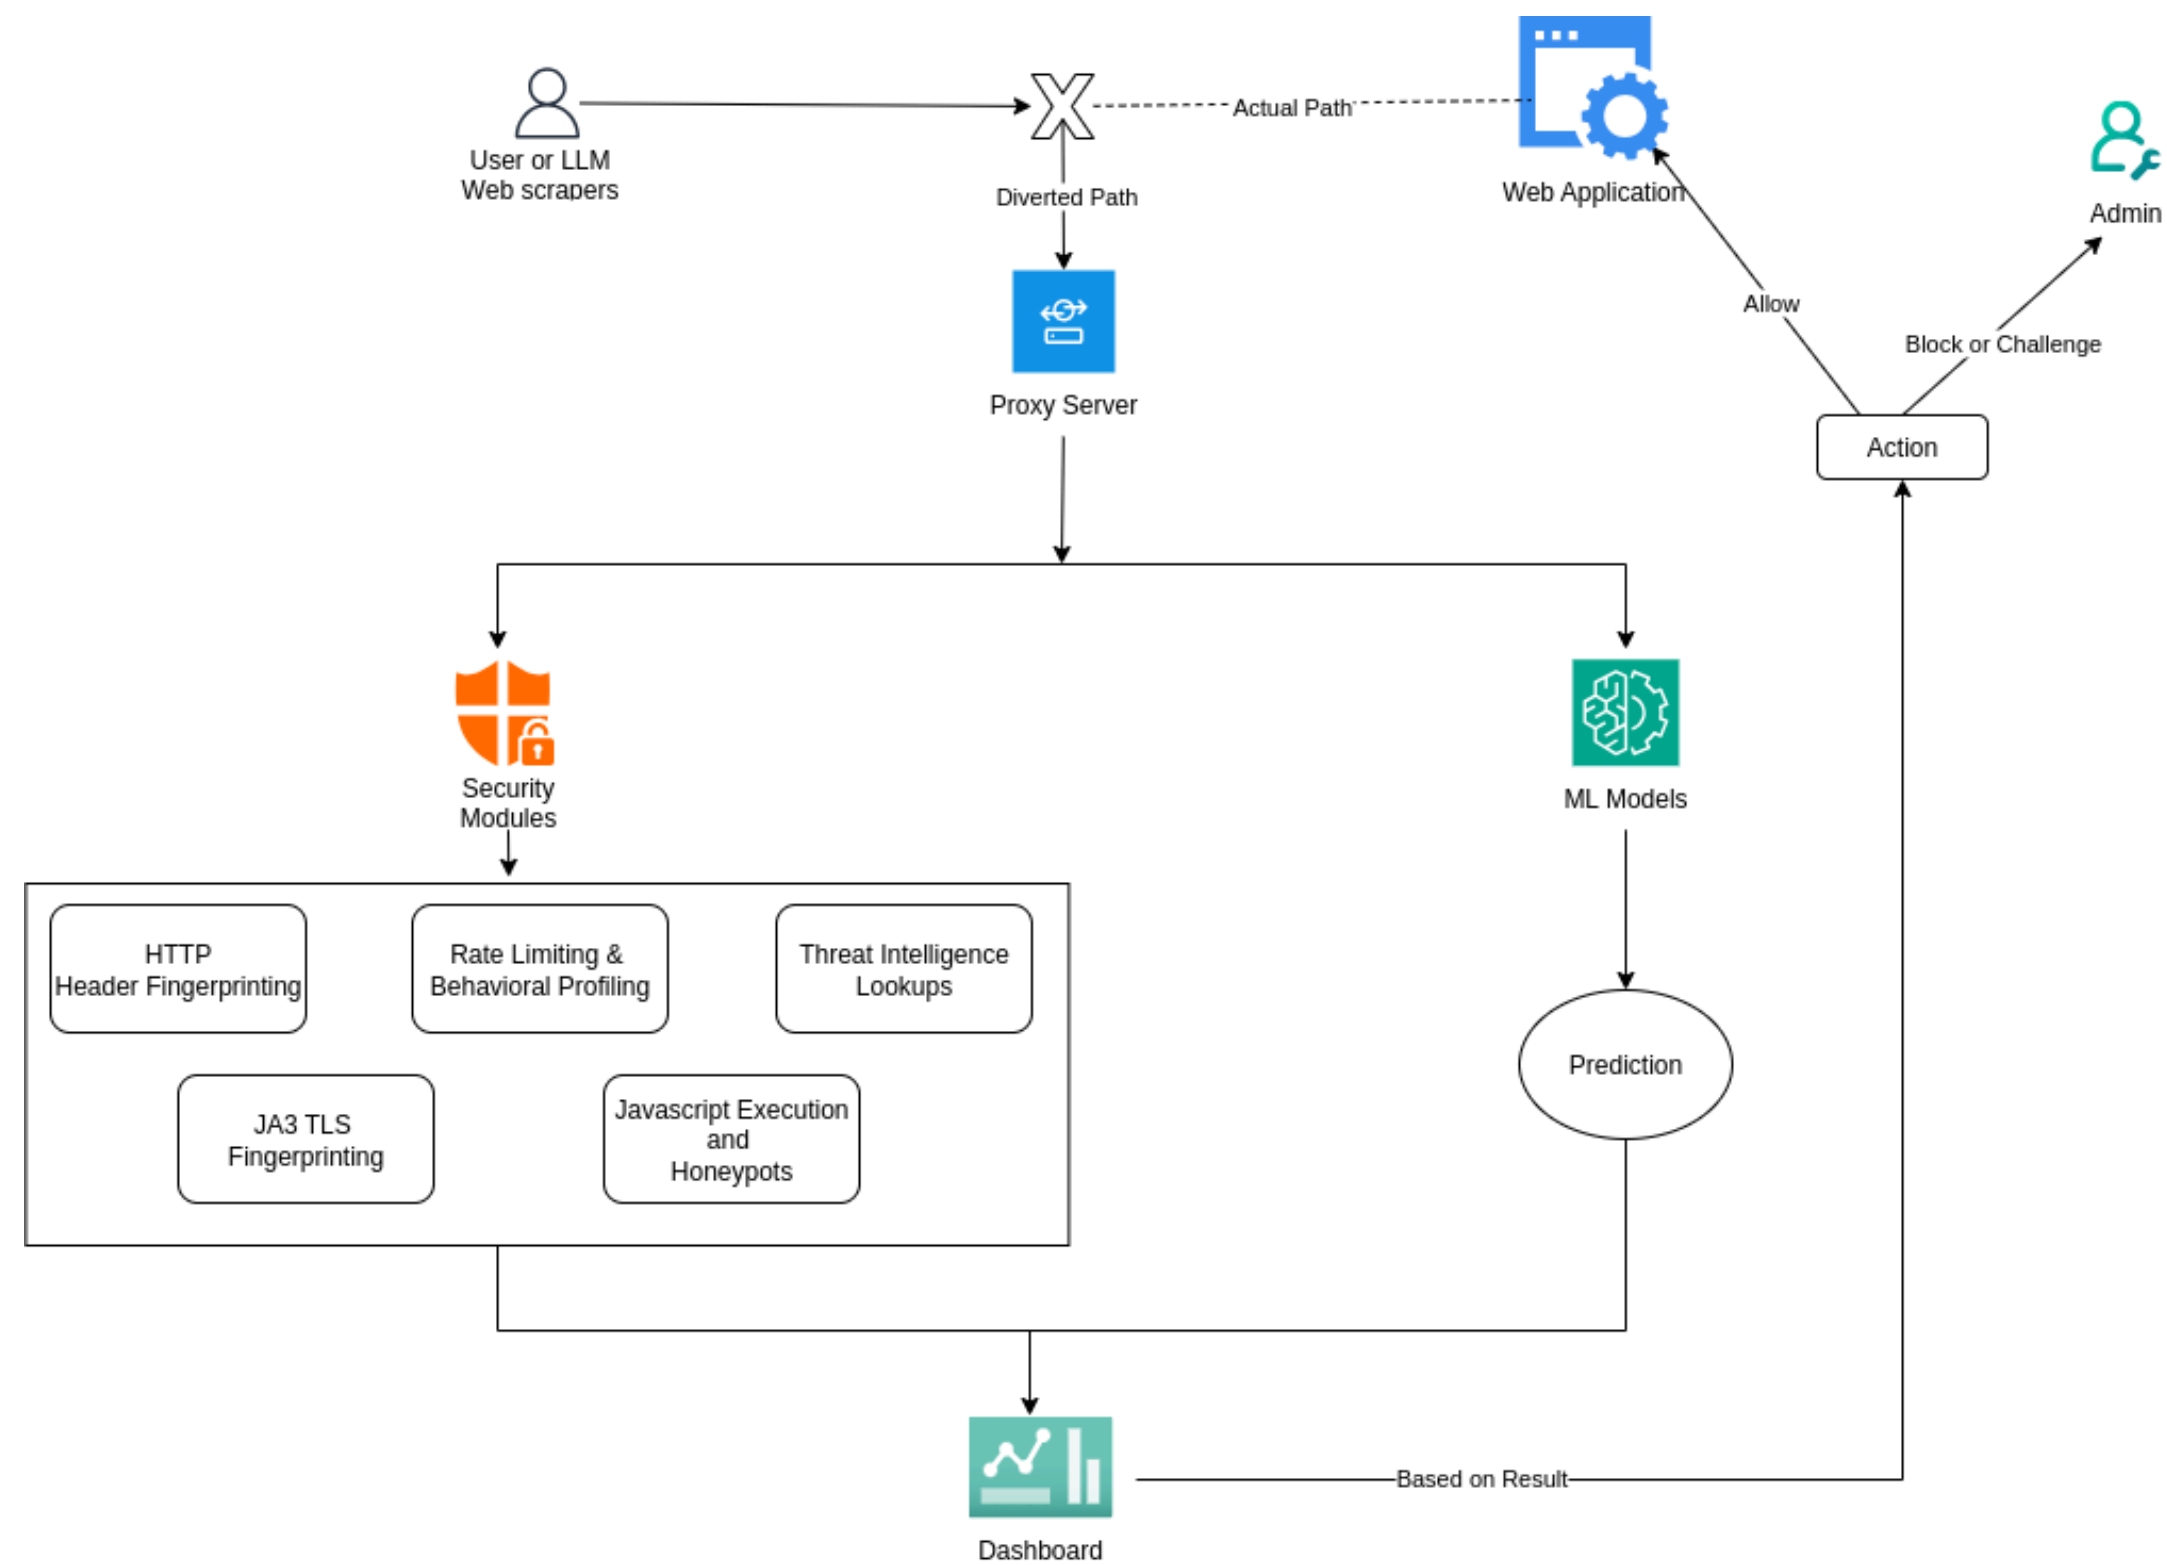 User or LLM
Web scrapers
Actual Path
Web Application
Admin
Diverted Path
Proxy Server
Allow
Block or Challenge
Action
Security
Modules
ML Models
HTTP
Header Fingerprinting
Rate Limiting &
Behavioral Profiling
Threat Intelligence
Lookups
JA3 TLS
Fingerprinting
Javascript Execution
and
Honeypots
Prediction
Based on Result
Dashboard